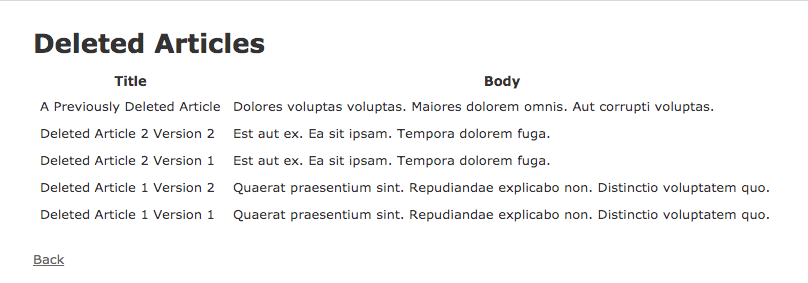 Deleted Articles
Title Body
A Previously Deleted Article Dolores voluptas voluptas. Maiores dolorem omnis. Aut corrupti voluptas.
Deleted Article 2 Version 2 Est aut ex. Ea sit ipsam. Tempora dolorem fuga.
Deleted Article 2 Version 1 Est aut ex. Ea sit ipsam. Tempora dolorem fuga.
Deleted Article 1 Version 2 Quaerat praesentium sint. Repudiandae explicabo non. Distinctio voluptatem quo.
Deleted Article 1 Version 1 Quaerat praesentium sint. Repudiandae explicabo non. Distinctio voluptatem quo.
Back